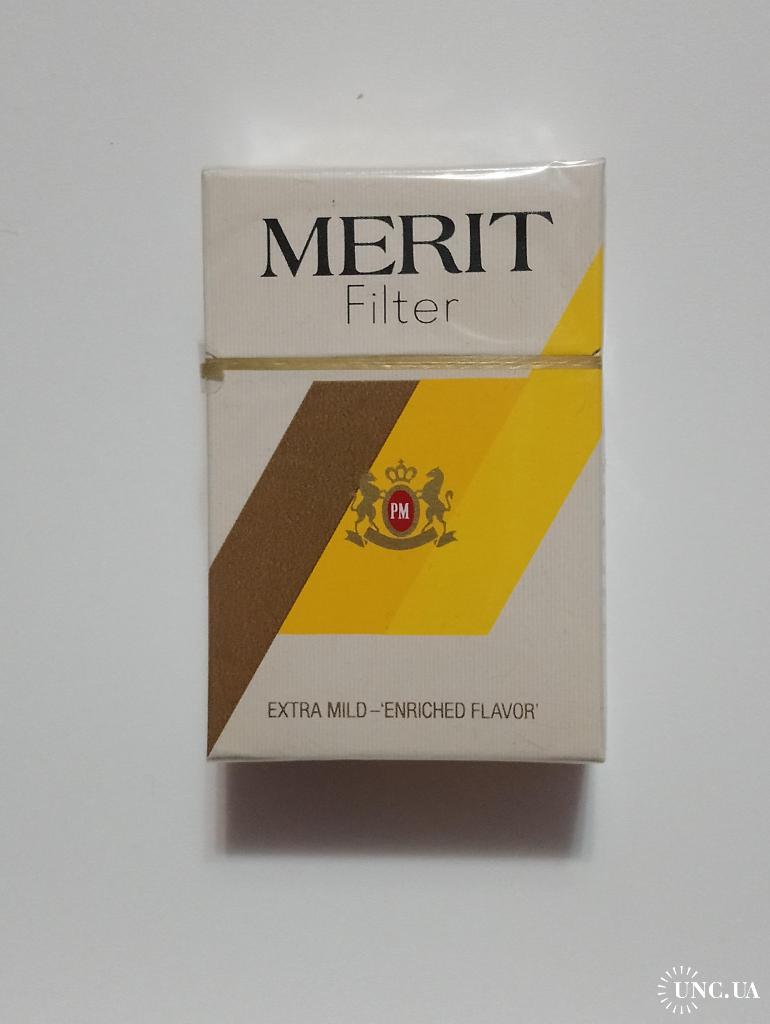 MERIT
Filter
PM
EXTRA MILD–‘ENRICHED FLAVOR’
UNC.UA